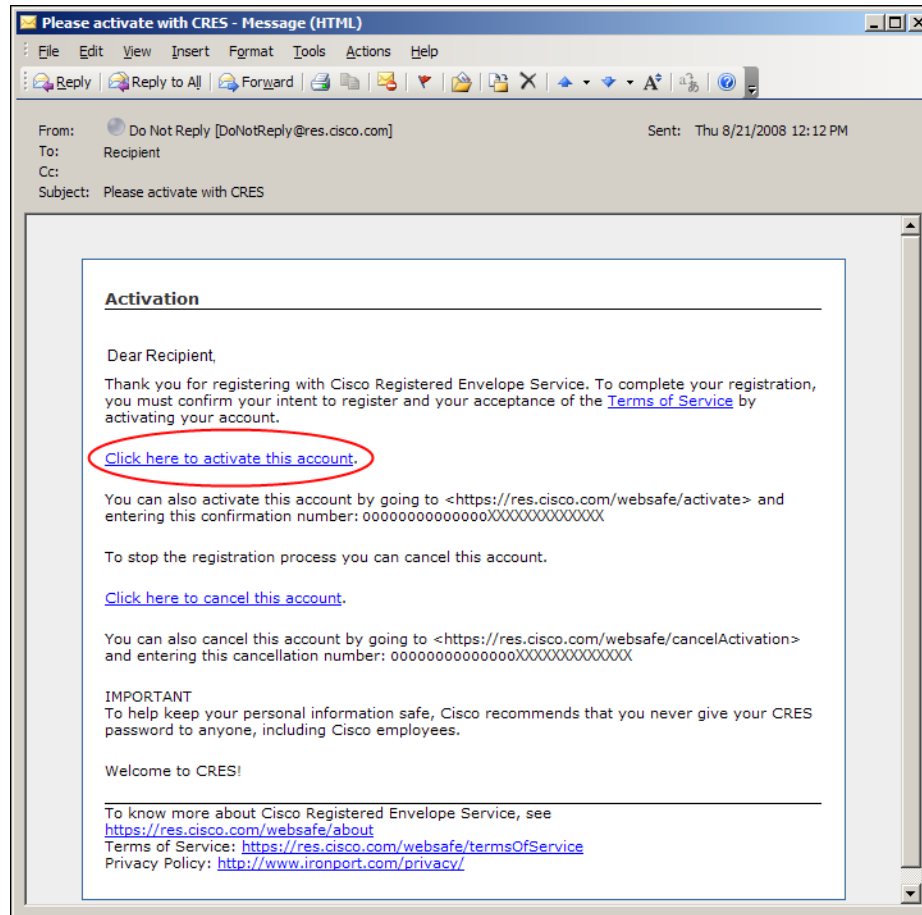 Please activate with CRES - Message (HTML)
File Edit View Insert Format Tools Actions Help
Reply Reply to All Forward
From: Do Not Reply [DoNotReply@res.cisco.com] Sent: Thu 8/21/2008 12:12 PM
To: Recipient
Cc:
Subject: Please activate with CRES
Activation
Dear Recipient,
Thank you for registering with Cisco Registered Envelope Service. To complete your registration,
you must confirm your intent to register and your acceptance of the Terms of Service by
activating your account.
Click here to activate this account.
You can also activate this account by going to <https://res.cisco.com/websafe/activate> and
entering this confirmation number: oooooooooooooooXXXXXXXXXXXXX
To stop the registration process you can cancel this account.
Click here to cancel this account.
You can also cancel this account by going to <https://res.cisco.com/websafe/cancelActivation>
and entering this cancellation number: oooooooooooooooXXXXXXXXXXXXX
IMPORTANT
To help keep your personal information safe, Cisco recommends that you never give your CRES
password to anyone, including Cisco employees.
Welcome to CRES!
To know more about Cisco Registered Envelope Service, see
https://res.cisco.com/websafe/about
Terms of Service: https://res.cisco.com/websafe/termsOfService
Privacy Policy: http://www.ironport.com/privacy/